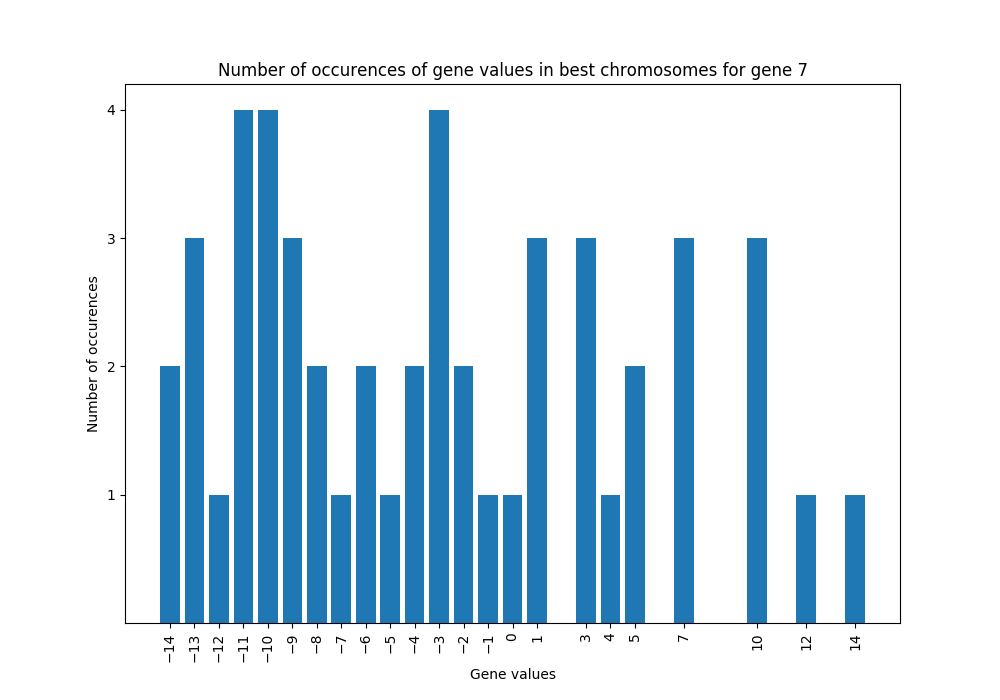 Number of occurences of gene values in best chromosomes for gene 7
4
3
2
1
Number of occurences
−14 −13 −12 −11 −10 −9 −8 −7 −6 −5 −4 −3 −2 −1 0 1 3 4 5 7 10 12 14
Gene values